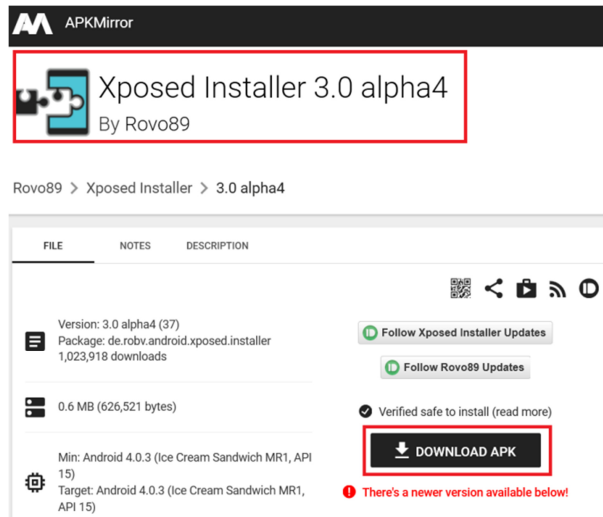 APKMirror
Xposed Installer 3.0 alpha4
By Rovo89
Rovo89 > Xposed Installer > 3.0 alpha4
FILE NOTES DESCRIPTION
Version: 3.0 alpha4 (37)
Package: de.robv.android.xposed.installer
1,023,918 downloads
Follow Xposed Installer Updates
Follow Rovo89 Updates
0.6 MB (626,521 bytes)
Verified safe to install (read more)
DOWNLOAD APK
Min: Android 4.0.3 (Ice Cream Sandwich MR1, API
15)
Target: Android 4.0.3 (Ice Cream Sandwich MR1,
API 15)
There's a newer version available below!